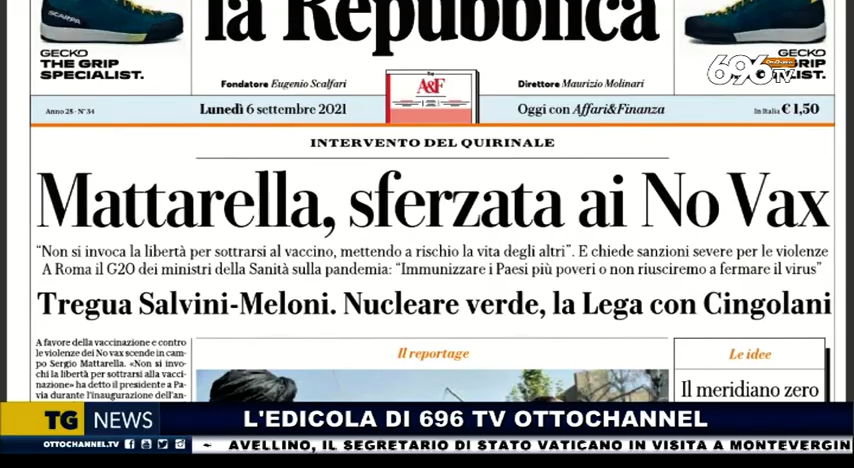 la Repubblica
SCARPA
GECKO
THE GRIP
SPECIALIST.
GECKO
696 TV
OttoChannel
Fondatore Eugenio Scalfari
A&F
Direttore Maurizio Molinari
Anno 28 - N° 34
Lunedì 6 settembre 2021
Oggi con Affari&Finanza
In Italia € 1,50
INTERVENTO DEL QUIRINALE
Mattarella, sferzata ai No Vax
“Non si invoca la libertà per sottrarsi al vaccino, mettendo a rischio la vita degli altri”. E chiede sanzioni severe per le violenze
A Roma il G20 dei ministri della Sanità sulla pandemia: “Immunizzare i Paesi più poveri o non riusciremo a fermare il virus”
Tregua Salvini-Meloni. Nucleare verde, la Lega con Cingolani
A favore della vaccinazione e contro
le violenze dei No vax scende in cam-
po Sergio Mattarella. «Non si invo-
chi la libertà per sottrarsi alla vacci-
nazione» ha detto il presidente a Pa-
via durante l'inaugurazione dell'an-
Il reportage
Le idee
Il meridiano zero
TG NEWS
L'EDICOLA DI 696 TV OTTOCHANNEL
OTTOCHANNEL.TV
AVELLINO, IL SEGRETARIO DI STATO VATICANO IN VISITA A MONTEVERGIN